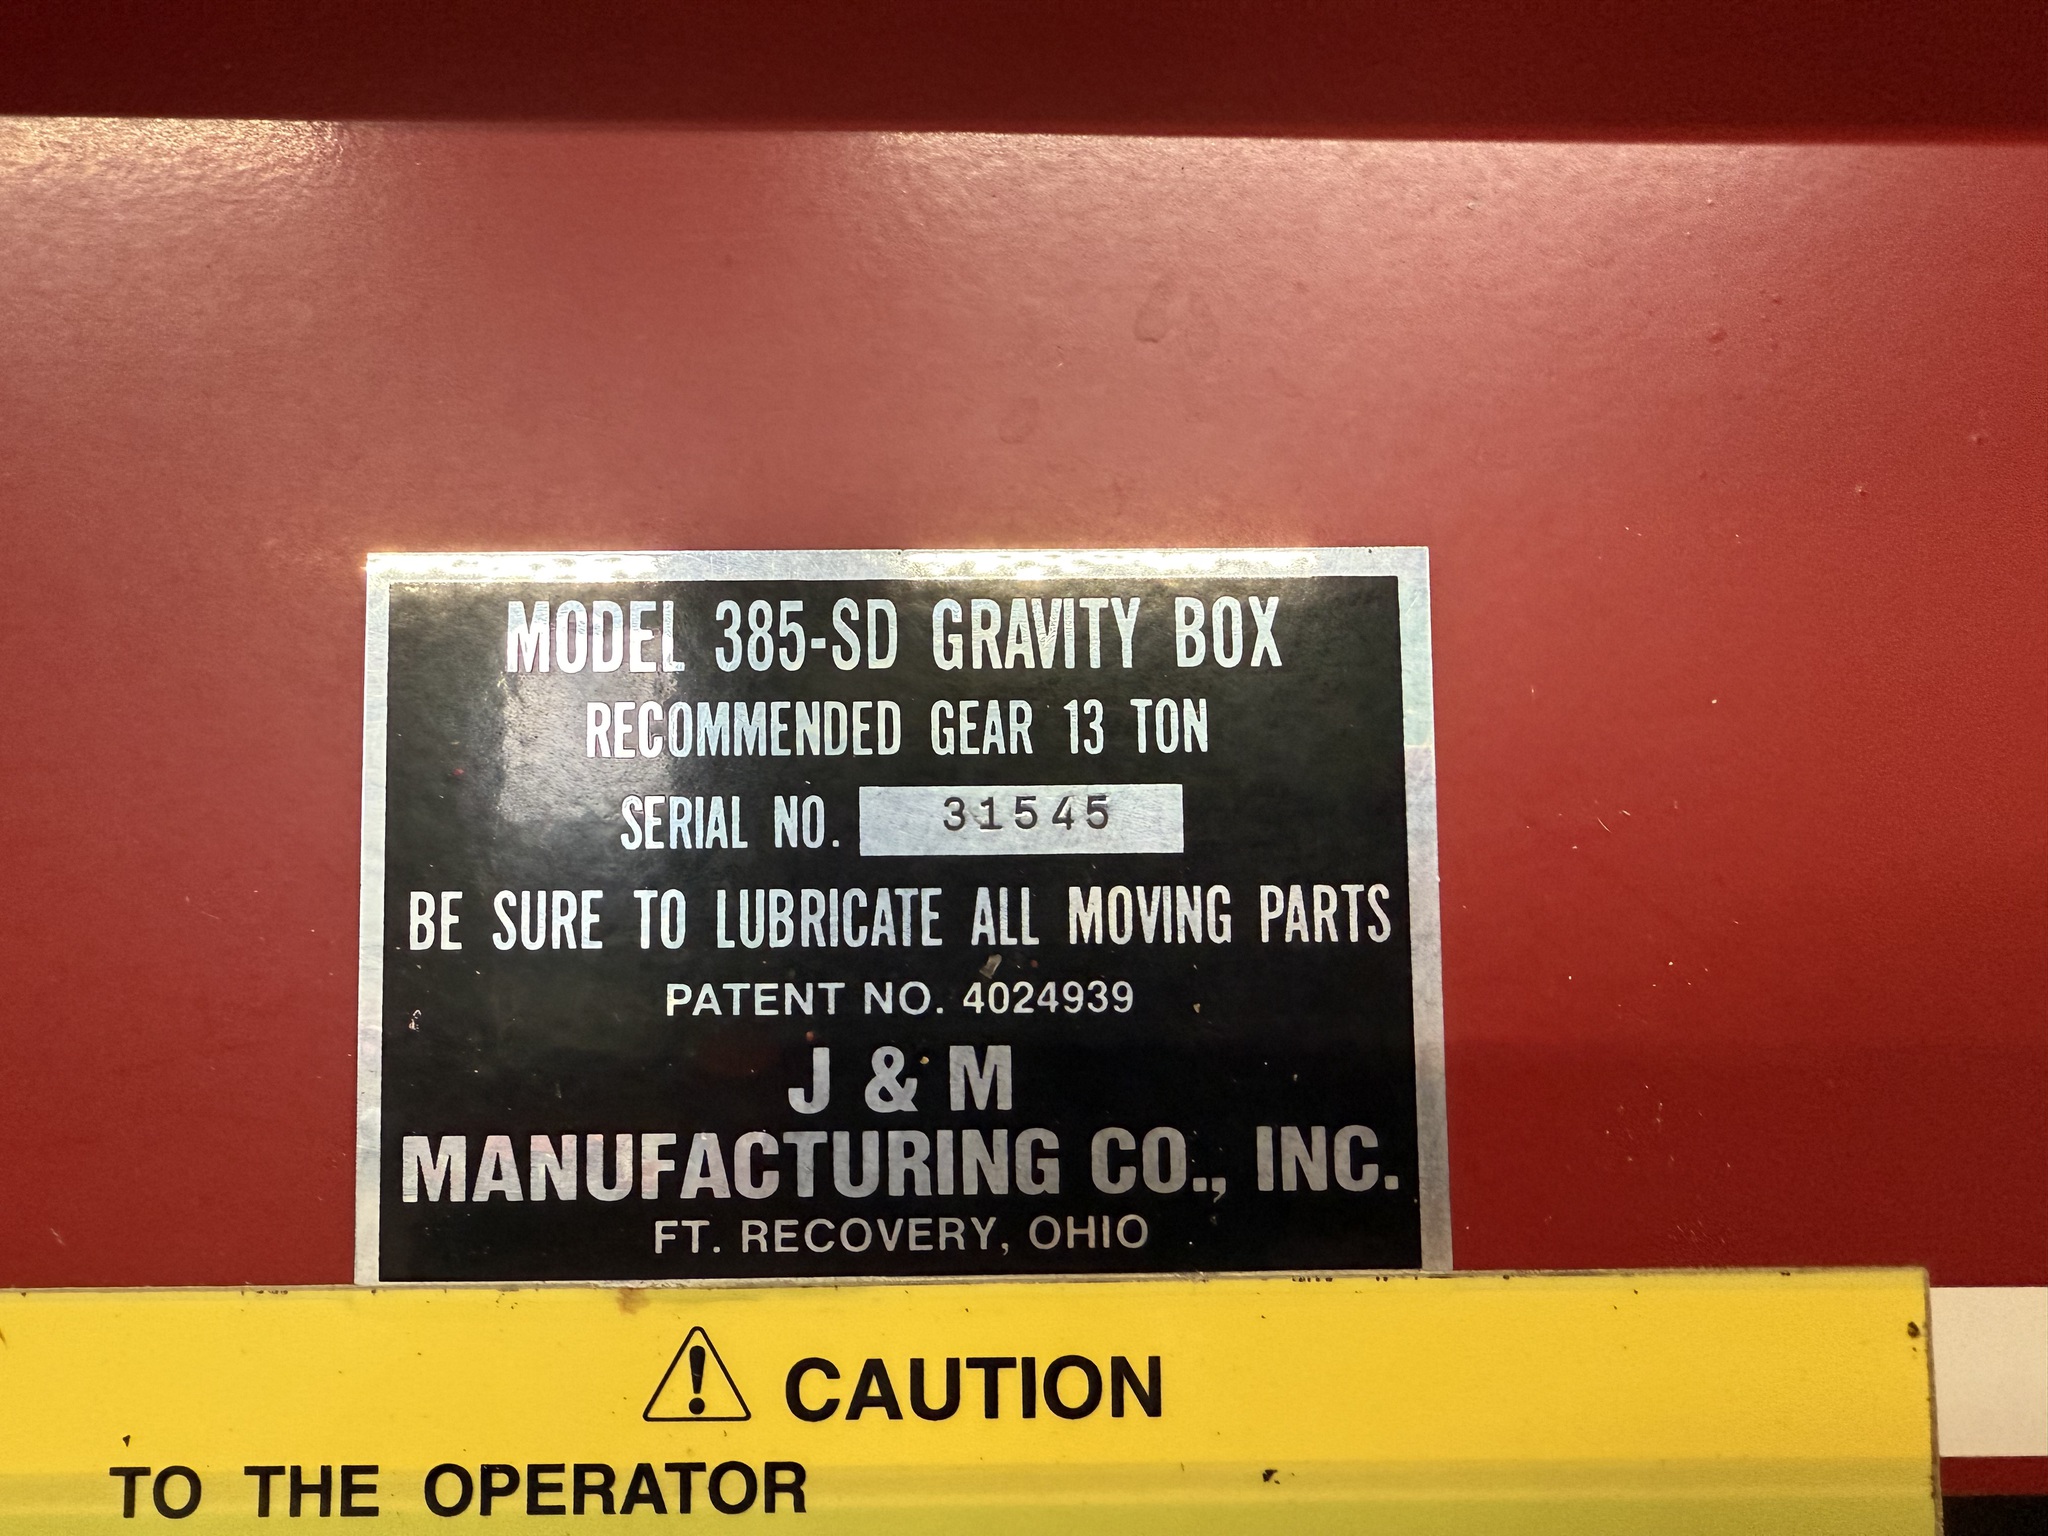 MODEL 385-SD GRAVITY BOX
RECOMMENDED GEAR 13 TON
SERIAL NO. 31545
BE SURE TO LUBRICATE ALL MOVING PARTS
PATENT NO. 4024939
J & M
MANUFACTURING CO., INC.
FT. RECOVERY, OHIO
CAUTION
TO THE OPERATOR